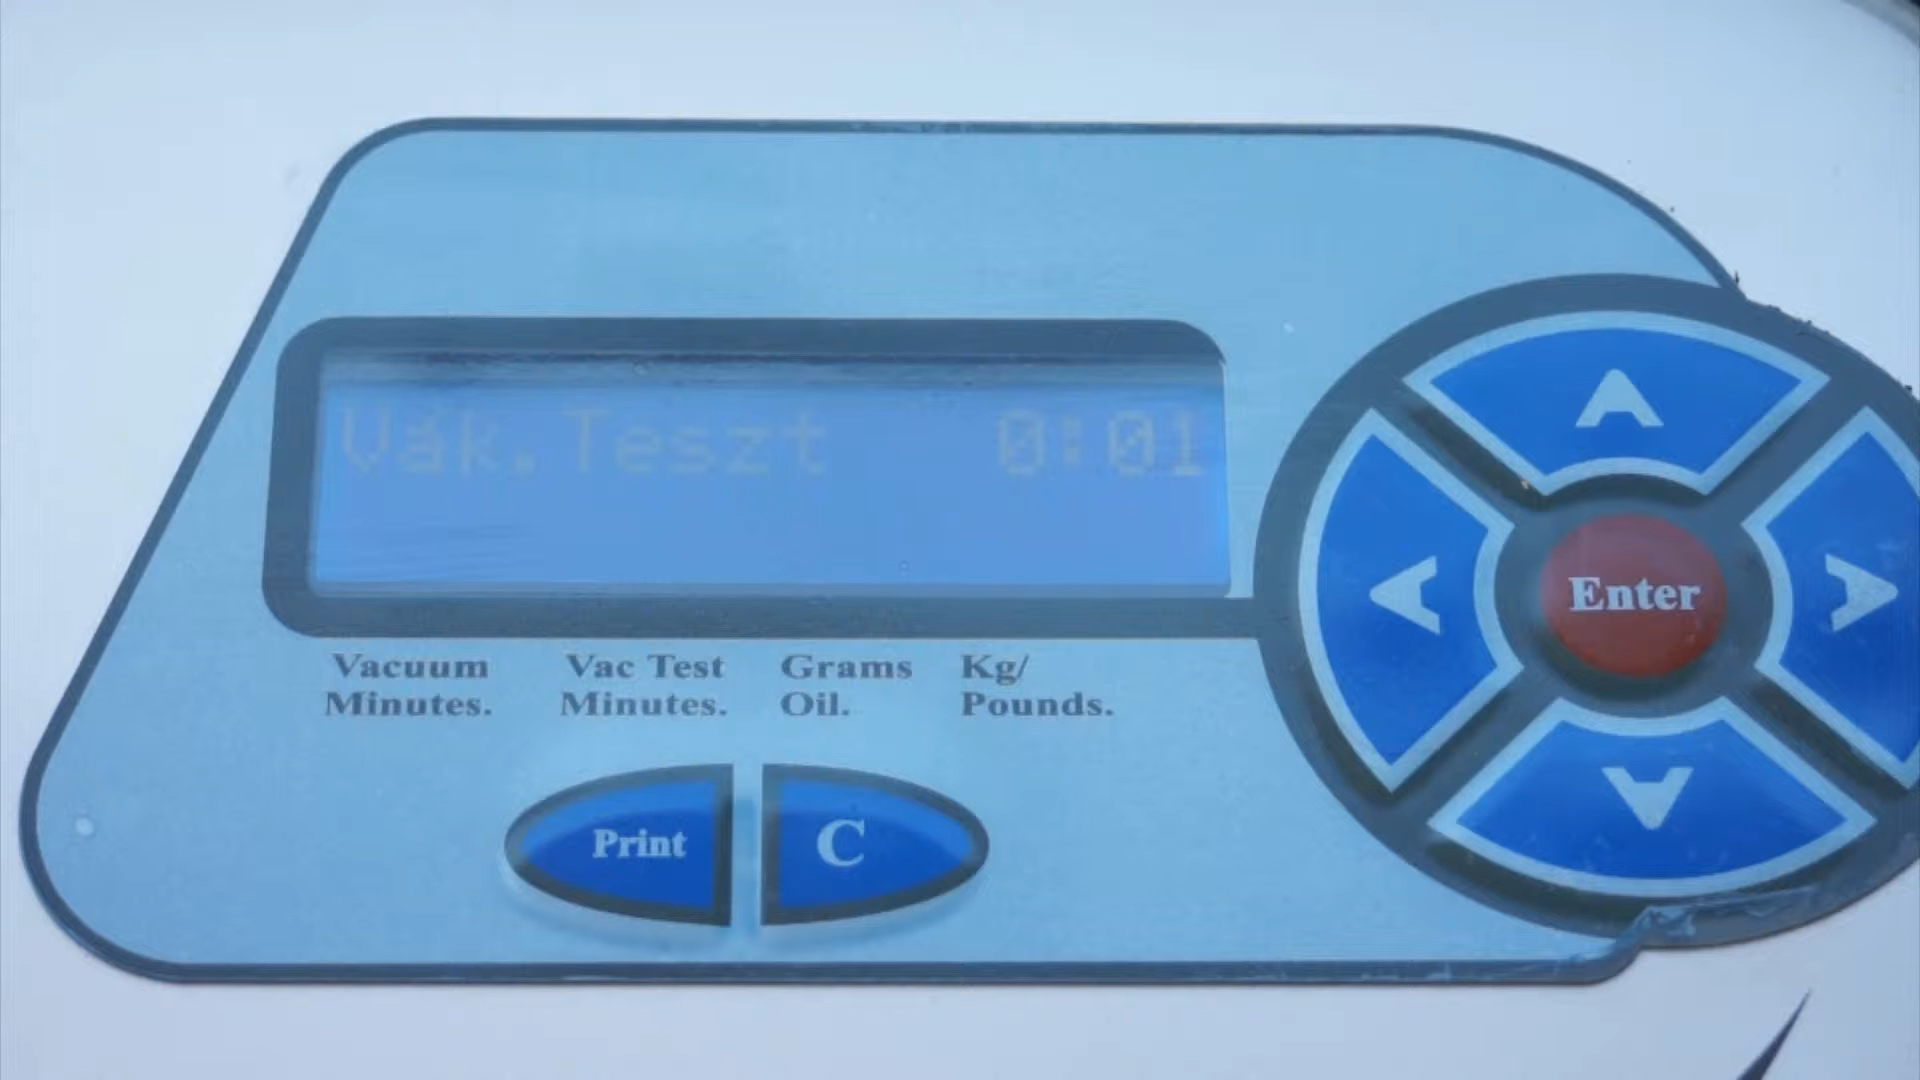 Vák.Teszt 0:01
Vacuum Minutes.
Vac Test Minutes.
Grams Oil.
Kg/ Pounds.
Enter
Print
C